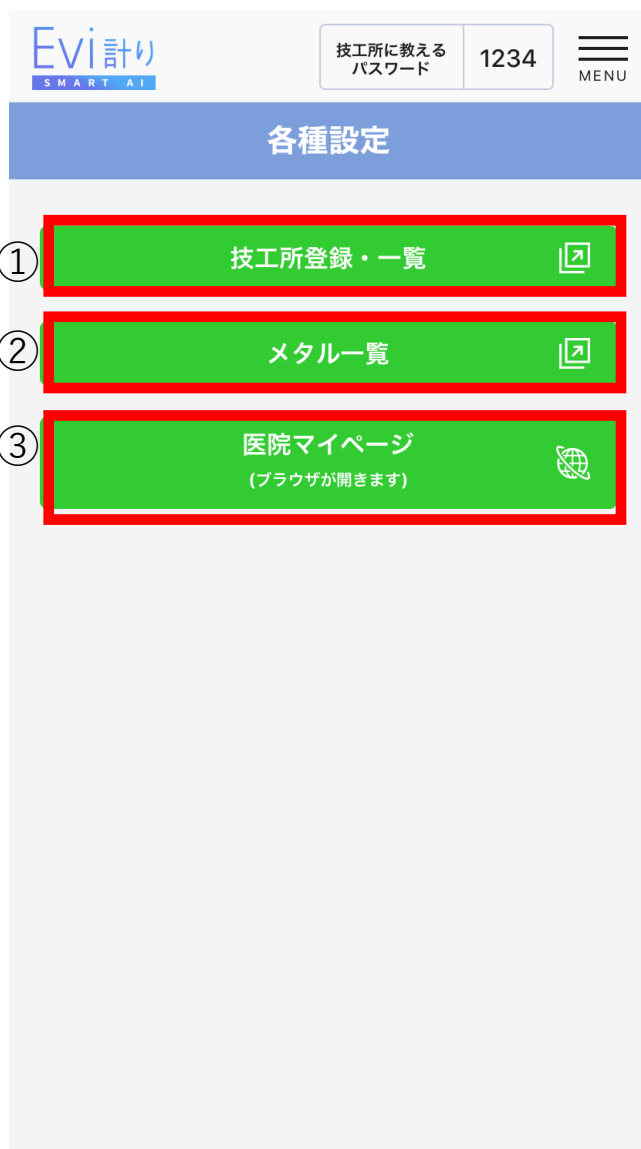 Evi計り
SMART AI
技工所に教える
パスワード
1234
MENU
各種設定
①
技工所登録・一覧
②
メタル一覧
③
医院マイページ
(ブラウザが開きます)